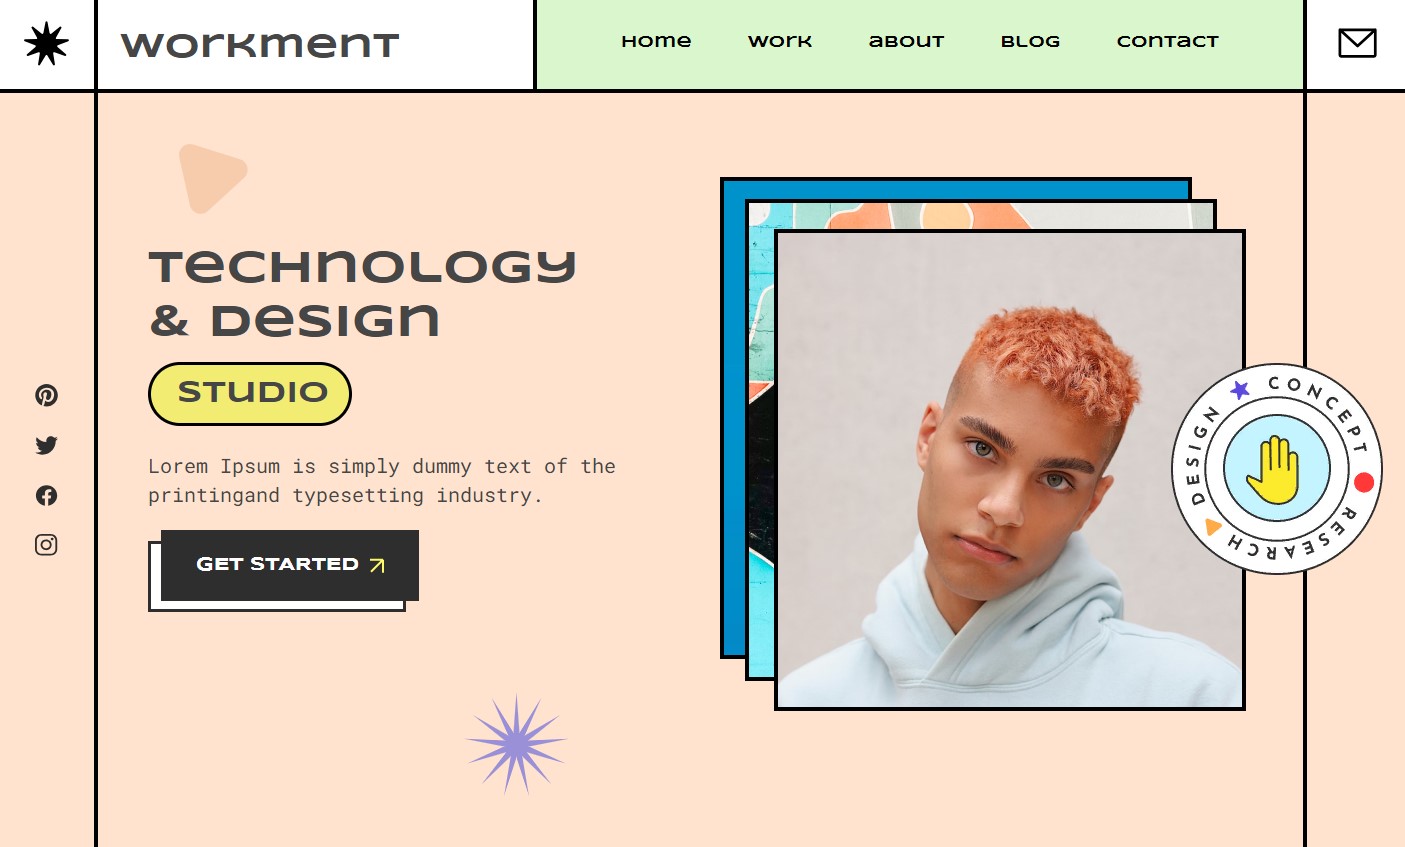 workment
Home
Work
About
Blog
Contact
Technology
& Design
STUDIO
Lorem Ipsum is simply dummy text of the
printingand typesetting industry.
GET STARTED
CONCEPT
RESEARCH
DESIGN